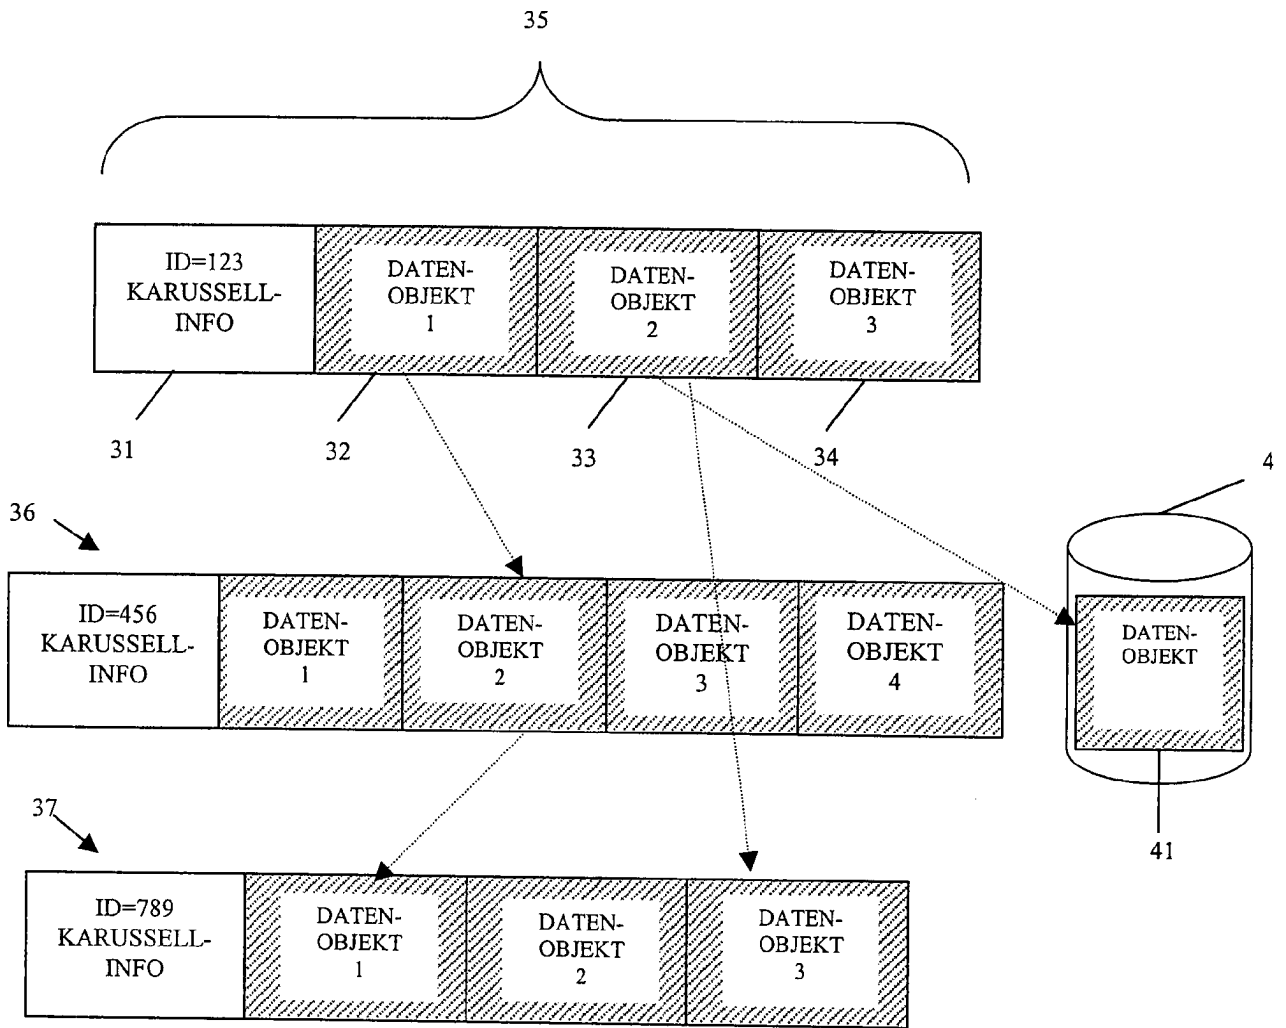 35
ID=123
KARUSSELL-
INFO
DATEN-
OBJEKT
1
DATEN-
OBJEKT
2
DATEN-
OBJEKT
3
31
32
33
34
4
36
ID=456
KARUSSELL-
INFO
DATEN-
OBJEKT
1
DATEN-
OBJEKT
2
DATEN-
OBJEKT
3
DATEN-
OBJEKT
4
DATEN-
OBJEKT
41
37
ID=789
KARUSSELL-
INFO
DATEN-
OBJEKT
1
DATEN-
OBJEKT
2
DATEN-
OBJEKT
3